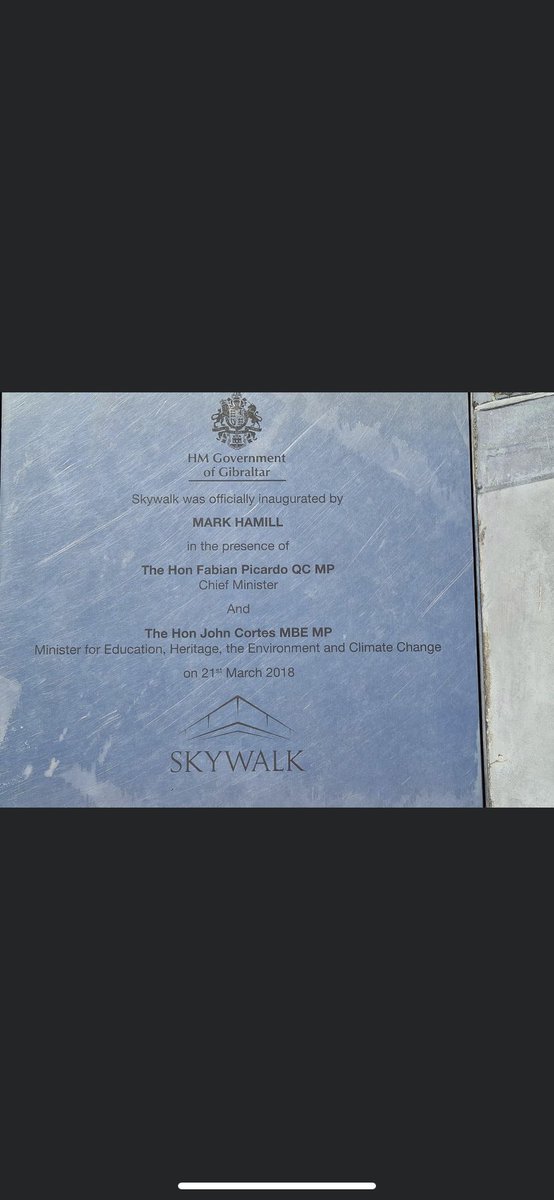 HM Government
of Gibraltar
Skywalk was officially inaugurated by
MARK HAMILL
in the presence of
The Hon Fabian Picardo QC MP
Chief Minister
And
The Hon John Cortes MBE MP
Minister for Education, Heritage, the Environment and Climate Change
on 21st March 2018
SKYWALK